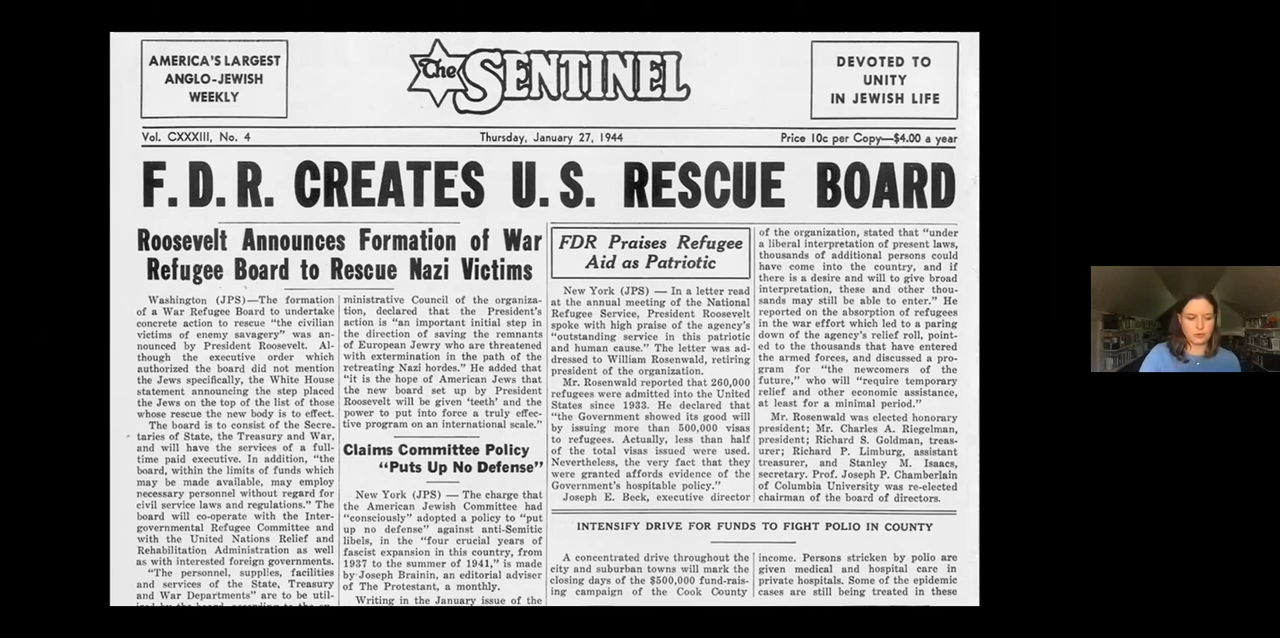 AMERICA'S LARGEST
ANGLO-JEWISH
WEEKLY
The SENTINEL
DEVOTED TO
UNITY
IN JEWISH LIFE
Vol. CXXXIII, No. 4
Thursday, January 27, 1944
Price 10c per Copy—$4.00 a year
F. D. R. CREATES U. S. RESCUE BOARD
Roosevelt Announces Formation of War
Refugee Board to Rescue Nazi Victims
Washington (JPS)—The formation
of a War Refugee Board to undertake
concrete action to rescue "the civilian
victims of enemy savagery" was an-
nounced by President Roosevelt. Al-
though the executive order which
authorized the board did not mention
the Jews specifically, the White House
statement announcing the step placed
the Jews on the top of the list of those
whose rescue the new body is to effect.
The board is to consist of the Secre-
taries of State, the Treasury and War,
and will have the services of a full-
time paid executive. In addition, "the
board, within the limits of funds which
may be made available, may employ
necessary personnel without regard for
civil service laws and regulations." The
board will co-operate with the Inter-
governmental Refugee Committee and
with the United Nations Relief and
Rehabilitation Administration as well
as with interested foreign governments.
"The personnel, supplies, facilities
and services of the State, Treasury
and War Departments" are to be util-
ministrative Council of the organiza-
tion, declared that the President's
action is "an important initial step in
the direction of saving the remnants
of European Jewry who are threatened
with extermination in the path of the
retreating Nazi hordes." He added that
"it is the hope of American Jews that
the new board set up by President
Roosevelt will be given 'teeth' and the
power to put into force a truly effec-
tive program on an international scale."
Claims Committee Policy
"Puts Up No Defense"
New York (JPS) — The charge that
the American Jewish Committee had
"consciously" adopted a policy to "put
up no defense" against anti-Semitic
libels, in the "four crucial years of
fascist expansion in this country, from
1937 to the summer of 1941," is made
by Joseph Brainin, an editorial adviser
of The Protestant, a monthly.
Writing in the January issue of the
FDR Praises Refugee
Aid as Patriotic
New York (JPS) — In a letter read
at the annual meeting of the National
Refugee Service, President Roosevelt
spoke with high praise of the agency's
"outstanding service in this patriotic
and human cause." The letter was ad-
dressed to William Rosenwald, retiring
president of the organization.
Mr. Rosenwald reported that 260,000
refugees were admitted into the United
States since 1933. He declared that
"the Government showed its good will
by issuing more than 500,000 visas
to refugees. Actually, less than half
of the total visas issued were used.
Nevertheless, the very fact that they
were granted affords evidence of the
Government's hospitable policy."
Joseph E. Beck, executive director
of the organization, stated that "under
a liberal interpretation of present laws,
thousands of additional persons could
have come into the country, and if
there is a desire and will to give broad
interpretation, these and other thou-
sands may still be able to enter." He
reported on the absorption of refugees
in the war effort which led to a paring
down of the agency's relief roll, point-
ed to the thousands that have entered
the armed forces, and discussed a pro-
gram for "the newcomers of the
future," who will "require temporary
relief and other economic assistance,
at least for a minimal period."
Mr. Rosenwald was elected honorary
president; Mr. Charles A. Riegelman,
president; Richard S. Goldman, treas-
urer; Richard P. Limburg, assistant
treasurer, and Stanley M. Isaacs,
secretary. Prof. Joseph P. Chamberlain
of Columbia University was re-elected
chairman of the board of directors.
INTENSIFY DRIVE FOR FUNDS TO FIGHT POLIO IN COUNTY
A concentrated drive throughout the
city and suburban towns will mark the
closing days of the $500,000 fund-rais-
ing campaign of the Cook County
income. Persons stricken by polio are
given medical and hospital care in
private hospitals. Some of the epidemic
cases are still being treated in these